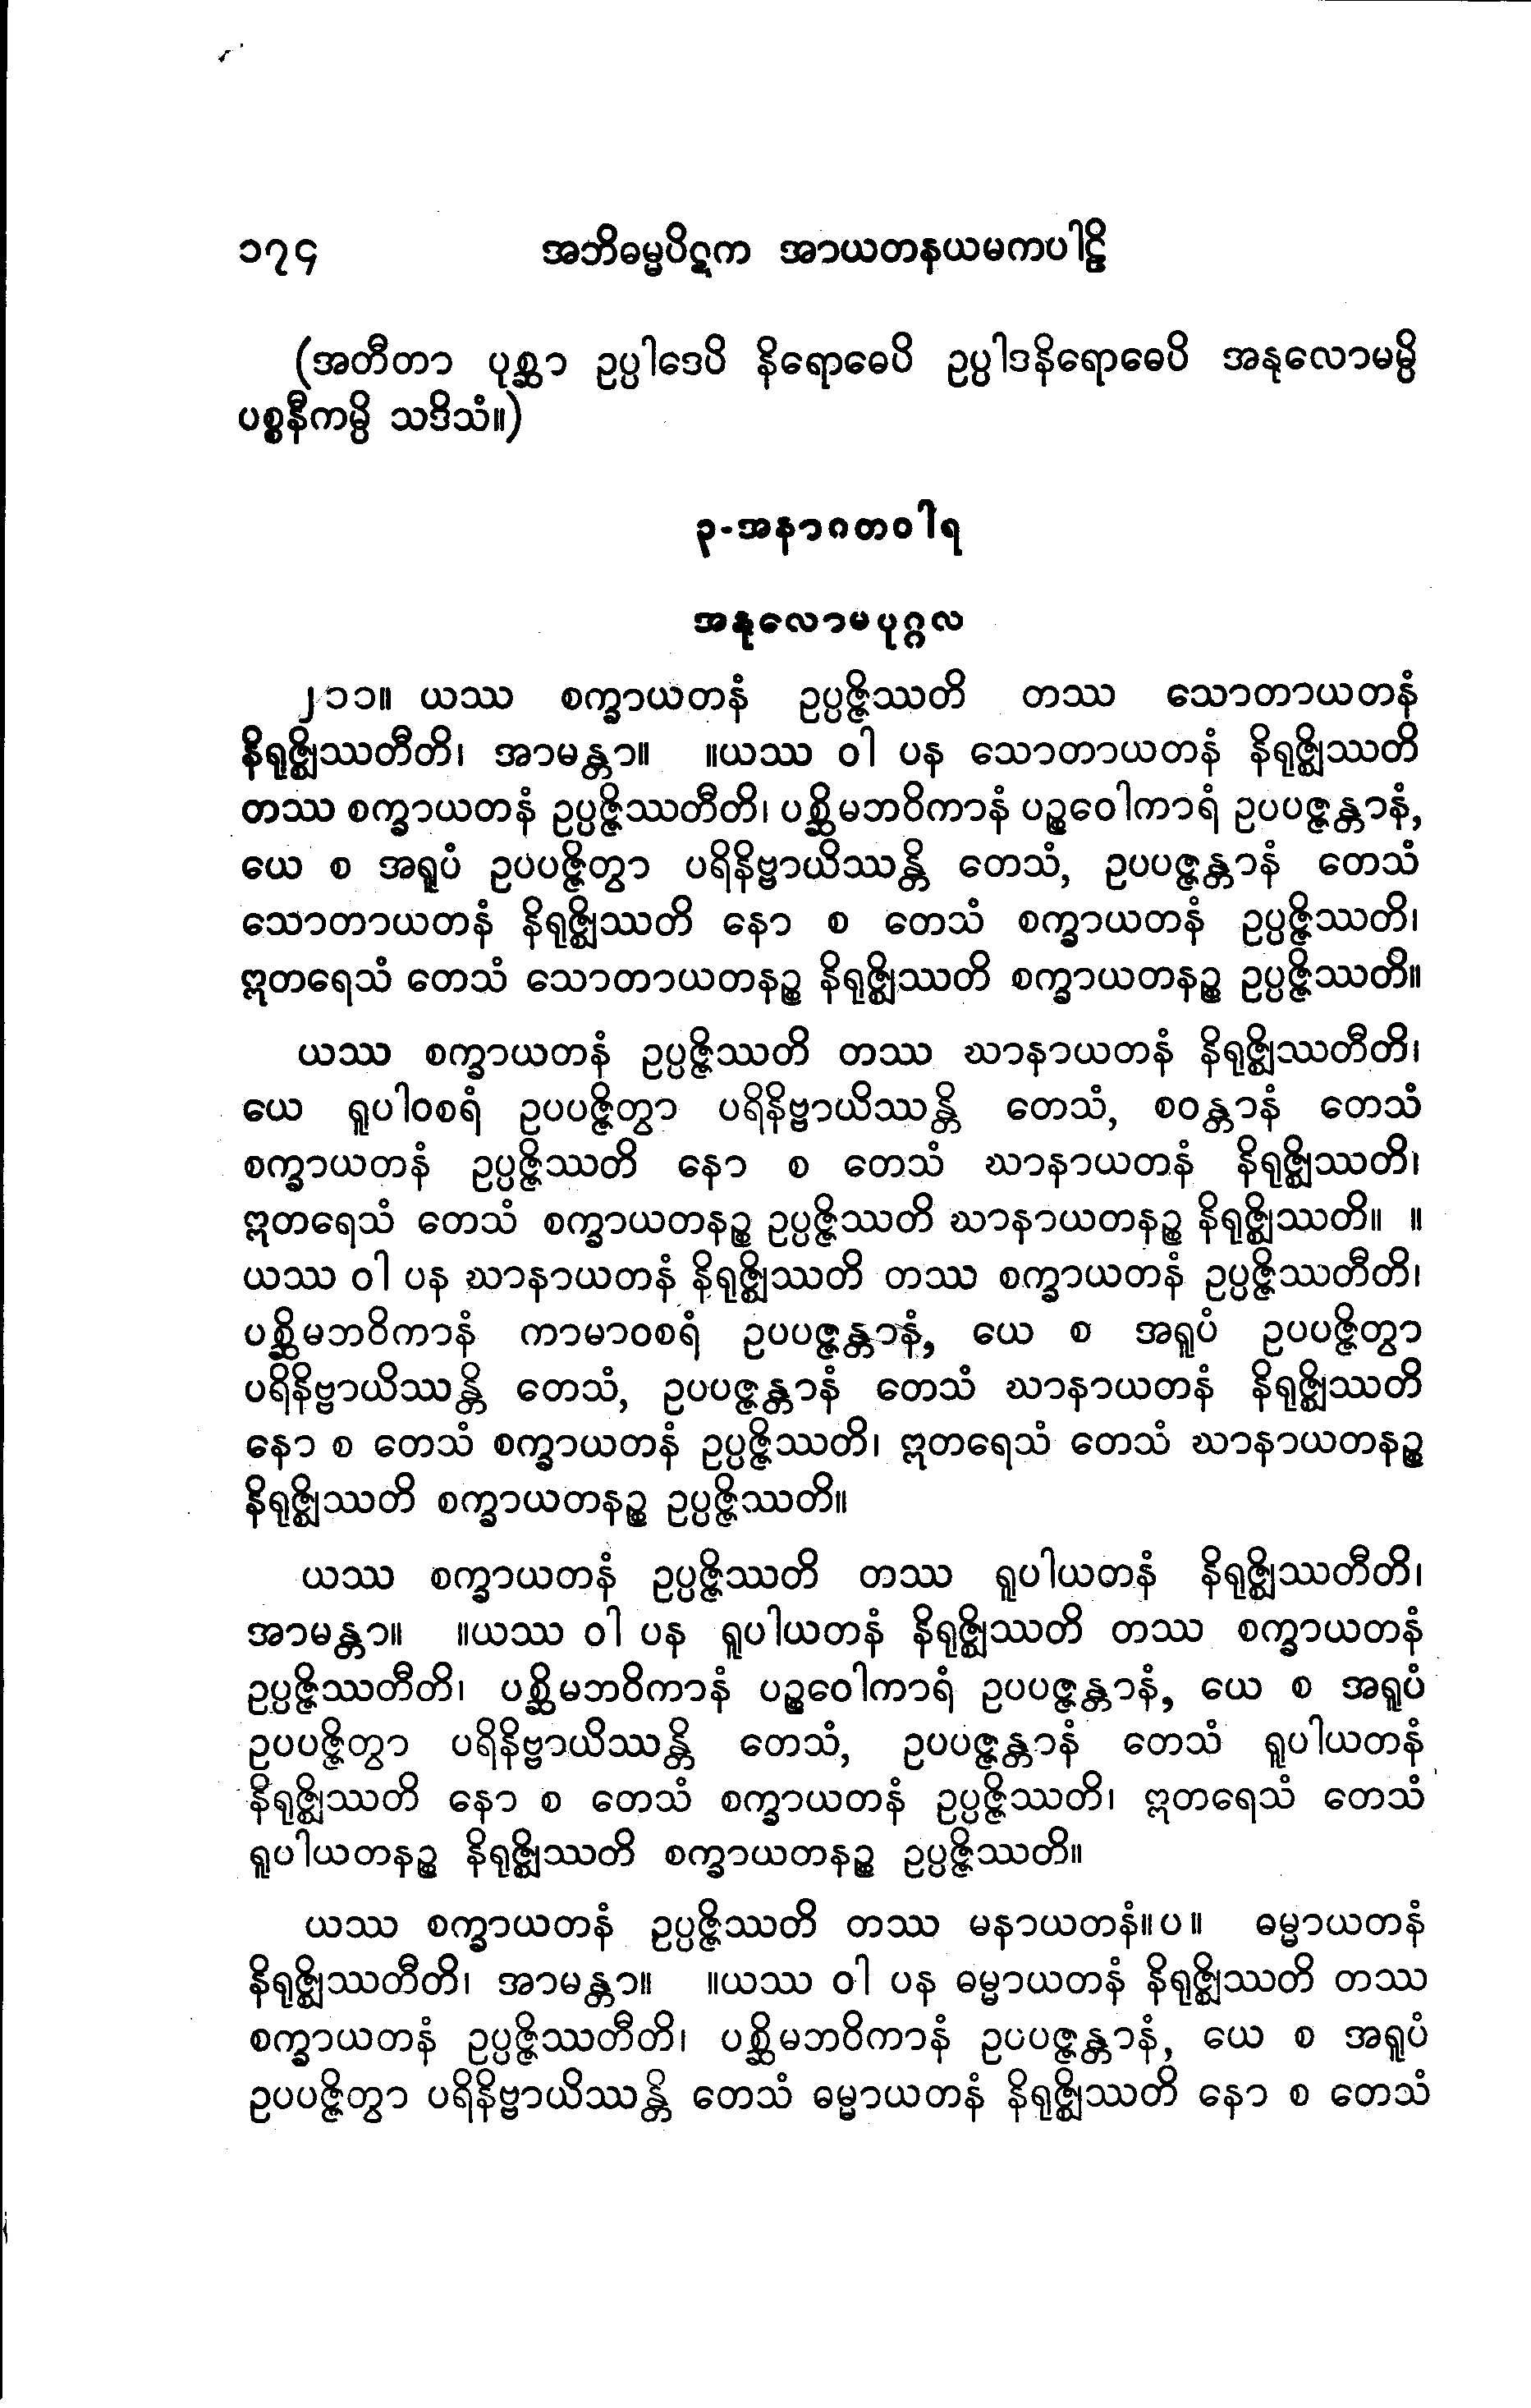 ၁၇၄ အဘိဓမ္မပိဋက အာယတနယမကပါဠိ
(အတီတာ ပုစ္ဆာ ဥပ္ပါဒေပိ နိရောဓေပိ ဥပ္ပါဒနိရောဓေပိ အနုလောမမ္ပိ
ပစ္စနီကမ္ပိ သဒိသံ။)
၃-အနာဂတဝါရ
အနုလောမပုဂ္ဂလ
၂၁၁။ ယဿ စက္ခာယတနံ ဥပ္ပဇ္ဇိဿတိ တဿ သောတာယတနံ
နိရုဇ္ဈိဿတီတိ၊ အာမန္တာ။ ။ယဿ ဝါ ပန သောတာယတနံ နိရုဇ္ဈိဿတိ
တဿ စက္ခာယတနံ ဥပ္ပဇ္ဇိဿတီတိ၊ ပစ္ဆိမဘဝိကာနံ ပဉ္စဝေါကာရံ ဥပပဇ္ဇန္တာနံ,
ယေ စ အရူပံ ဥပပဇ္ဇိတွာ ပရိနိဗ္ဗာယိဿန္တိ တေသံ, ဥပပဇ္ဇန္တာနံ တေသံ
သောတာယတနံ နိရုဇ္ဈိဿတိ နော စ တေသံ စက္ခာယတနံ ဥပ္ပဇ္ဇိဿတိ၊
ဣတရေသံ တေသံ သောတာယတနဉ္စ နိရုဇ္ဈိဿတိ စက္ခာယတနဉ္စ ဥပ္ပဇ္ဇိဿတိ။
ယဿ စက္ခာယတနံ ဥပ္ပဇ္ဇိဿတိ တဿ ဃာနာယတနံ နိရုဇ္ဈိဿတီတိ၊
ယေ ရူပါဝစရံ ဥပပဇ္ဇိတွာ ပရိနိဗ္ဗာယိဿန္တိ တေသံ, စဝန္တာနံ တေသံ
စက္ခာယတနံ ဥပ္ပဇ္ဇိဿတိ နော စ တေသံ ဃာနာယတနံ နိရုဇ္ဈိဿတိ၊
ဣတရေသံ တေသံ စက္ခာယတနဉ္စ ဥပ္ပဇ္ဇိဿတိ ဃာနာယတနဉ္စ နိရုဇ္ဈိဿတိ။ ။
ယဿ ဝါ ပန ဃာနာယတနံ နိရုဇ္ဈိဿတိ တဿ စက္ခာယတနံ ဥပ္ပဇ္ဇိဿတီတိ၊
ပစ္ဆိမဘဝိကာနံ ကာမာဝစရံ ဥပပဇ္ဇန္တာနံ, ယေ စ အရူပံ ဥပပဇ္ဇိတွာ
ပရိနိဗ္ဗာယိဿန္တိ တေသံ, ဥပပဇ္ဇန္တာနံ တေသံ ဃာနာယတနံ နိရုဇ္ဈိဿတိ
နော စ တေသံ စက္ခာယတနံ ဥပ္ပဇ္ဇိဿတိ၊ ဣတရေသံ တေသံ ဃာနာယတနဉ္စ
နိရုဇ္ဈိဿတိ စက္ခာယတနဉ္စ ဥပ္ပဇ္ဇိဿတိ။
ယဿ စက္ခာယတနံ ဥပ္ပဇ္ဇိဿတိ တဿ ရူပါယတနံ နိရုဇ္ဈိဿတီတိ၊
အာမန္တာ။ ။ယဿ ဝါ ပန ရူပါယတနံ နိရုဇ္ဈိဿတိ တဿ စက္ခာယတနံ
ဥပ္ပဇ္ဇိဿတီတိ၊ ပစ္ဆိမဘဝိကာနံ ပဉ္စဝေါကာရံ ဥပပဇ္ဇန္တာနံ, ယေ စ အရူပံ
ဥပပဇ္ဇိတွာ ပရိနိဗ္ဗာယိဿန္တိ တေသံ, ဥပပဇ္ဇန္တာနံ တေသံ ရူပါယတနံ
နိရုဇ္ဈိဿတိ နော စ တေသံ စက္ခာယတနံ ဥပ္ပဇ္ဇိဿတိ၊ ဣတရေသံ တေသံ
ရူပါယတနဉ္စ နိရုဇ္ဈိဿတိ စက္ခာယတနဉ္စ ဥပ္ပဇ္ဇိဿတိ။
ယဿ စက္ခာယတနံ ဥပ္ပဇ္ဇိဿတိ တဿ မနာယတနံ။ပ။ ဓမ္မာယတနံ
နိရုဇ္ဈိဿတီတိ၊ အာမန္တာ။ ။ယဿ ဝါ ပန ဓမ္မာယတနံ နိရုဇ္ဈိဿတိ တဿ
စက္ခာယတနံ ဥပ္ပဇ္ဇိဿတီတိ၊ ပစ္ဆိမဘဝိကာနံ ဥပပဇ္ဇန္တာနံ, ယေ စ အရူပံ
ဥပပဇ္ဇိတွာ ပရိနိဗ္ဗာယိဿန္တိ တေသံ ဓမ္မာယတနံ နိရုဇ္ဈိဿတိ နော စ တေသံ